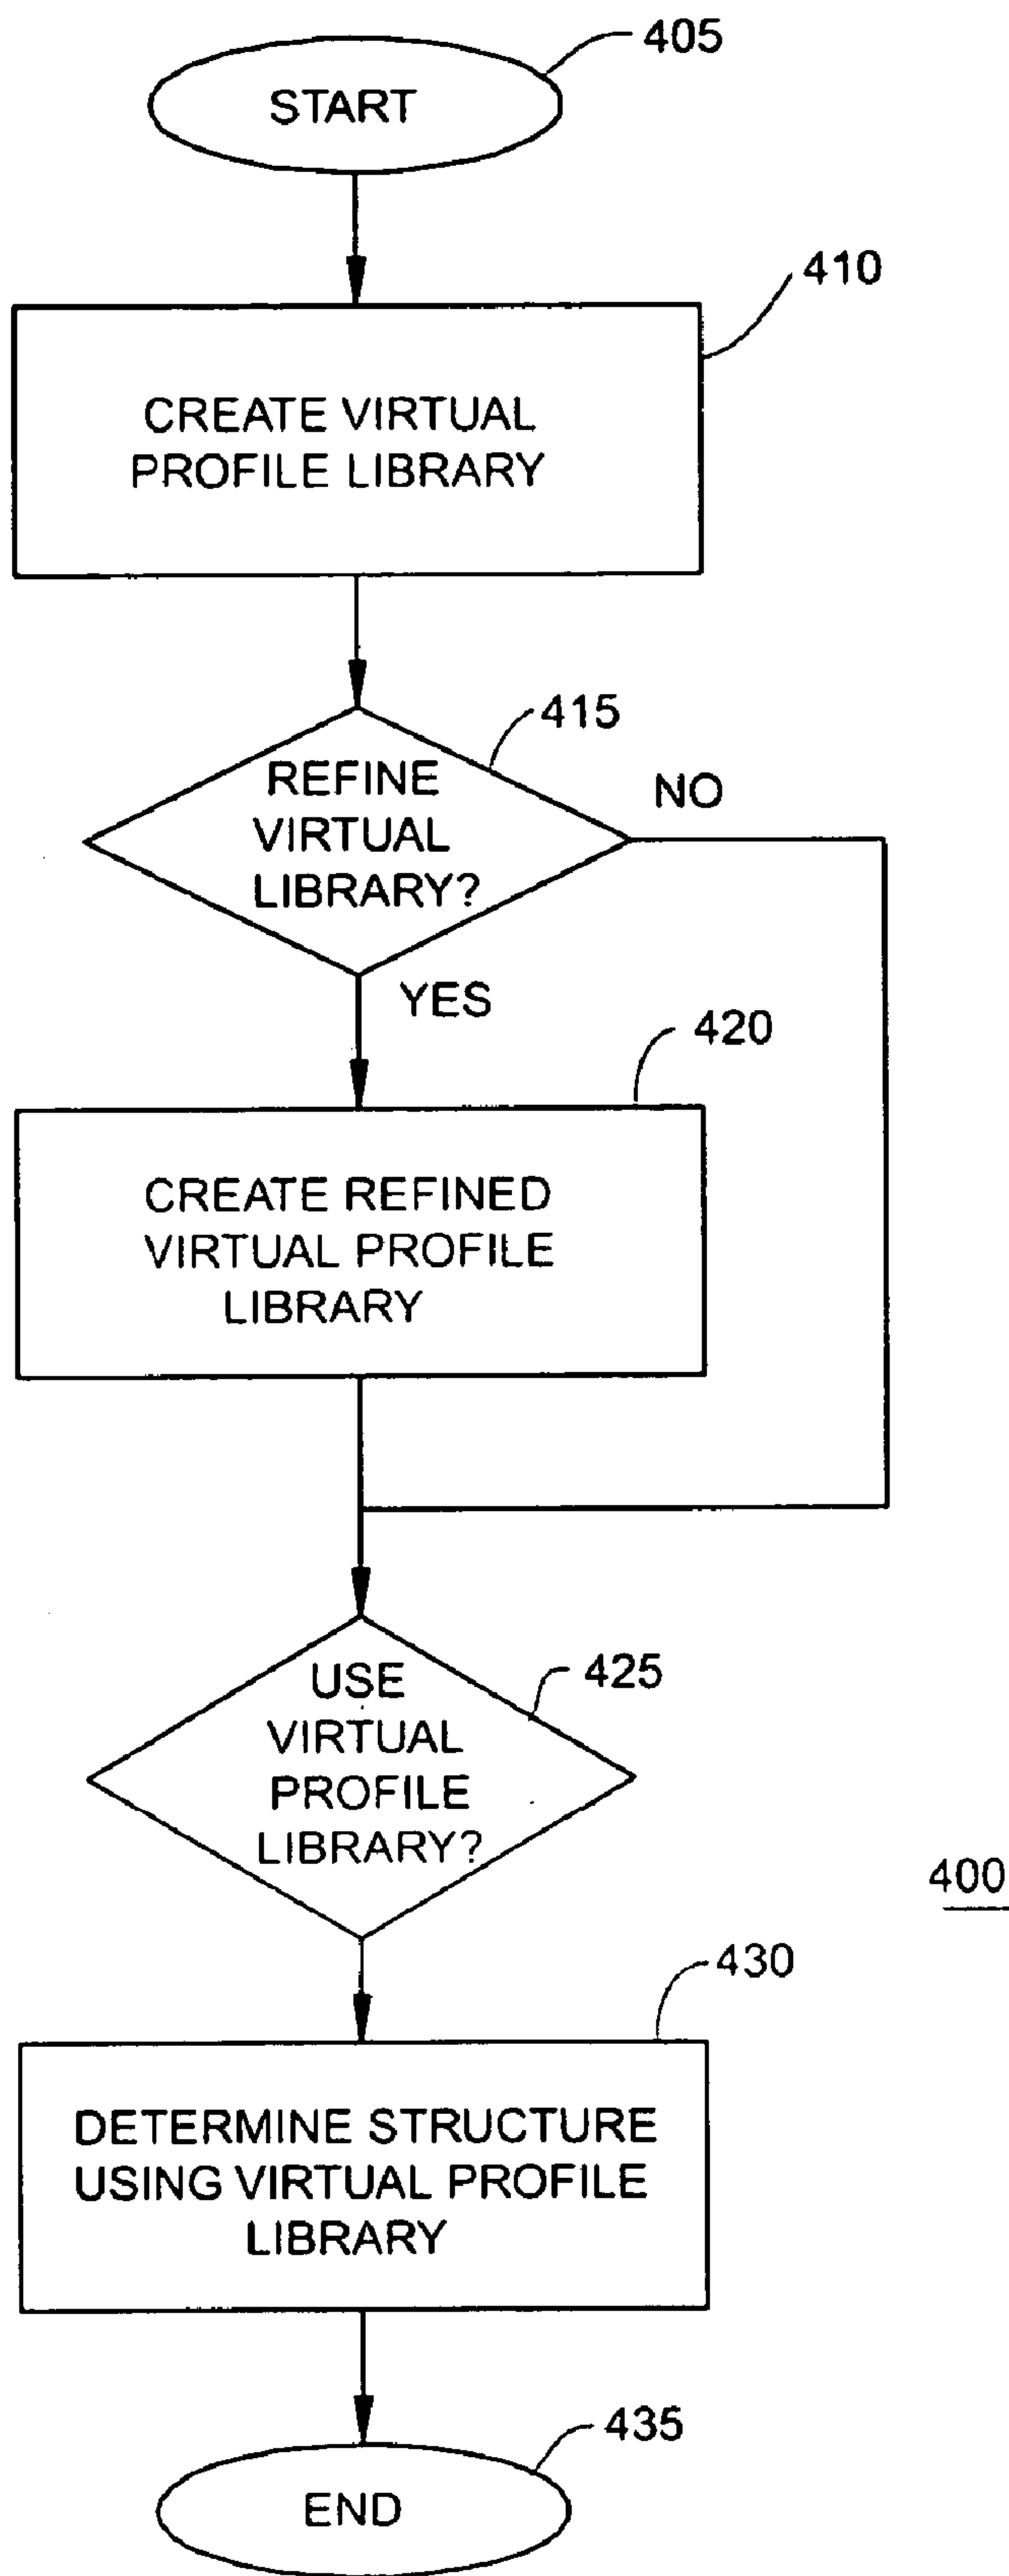 405
START
410
CREATE VIRTUAL
PROFILE LIBRARY
415
REFINE
VIRTUAL
LIBRARY?
NO
YES
420
CREATE REFINED
VIRTUAL PROFILE
LIBRARY
425
USE
VIRTUAL
PROFILE
LIBRARY?
400
430
DETERMINE STRUCTURE
USING VIRTUAL PROFILE
LIBRARY
435
END